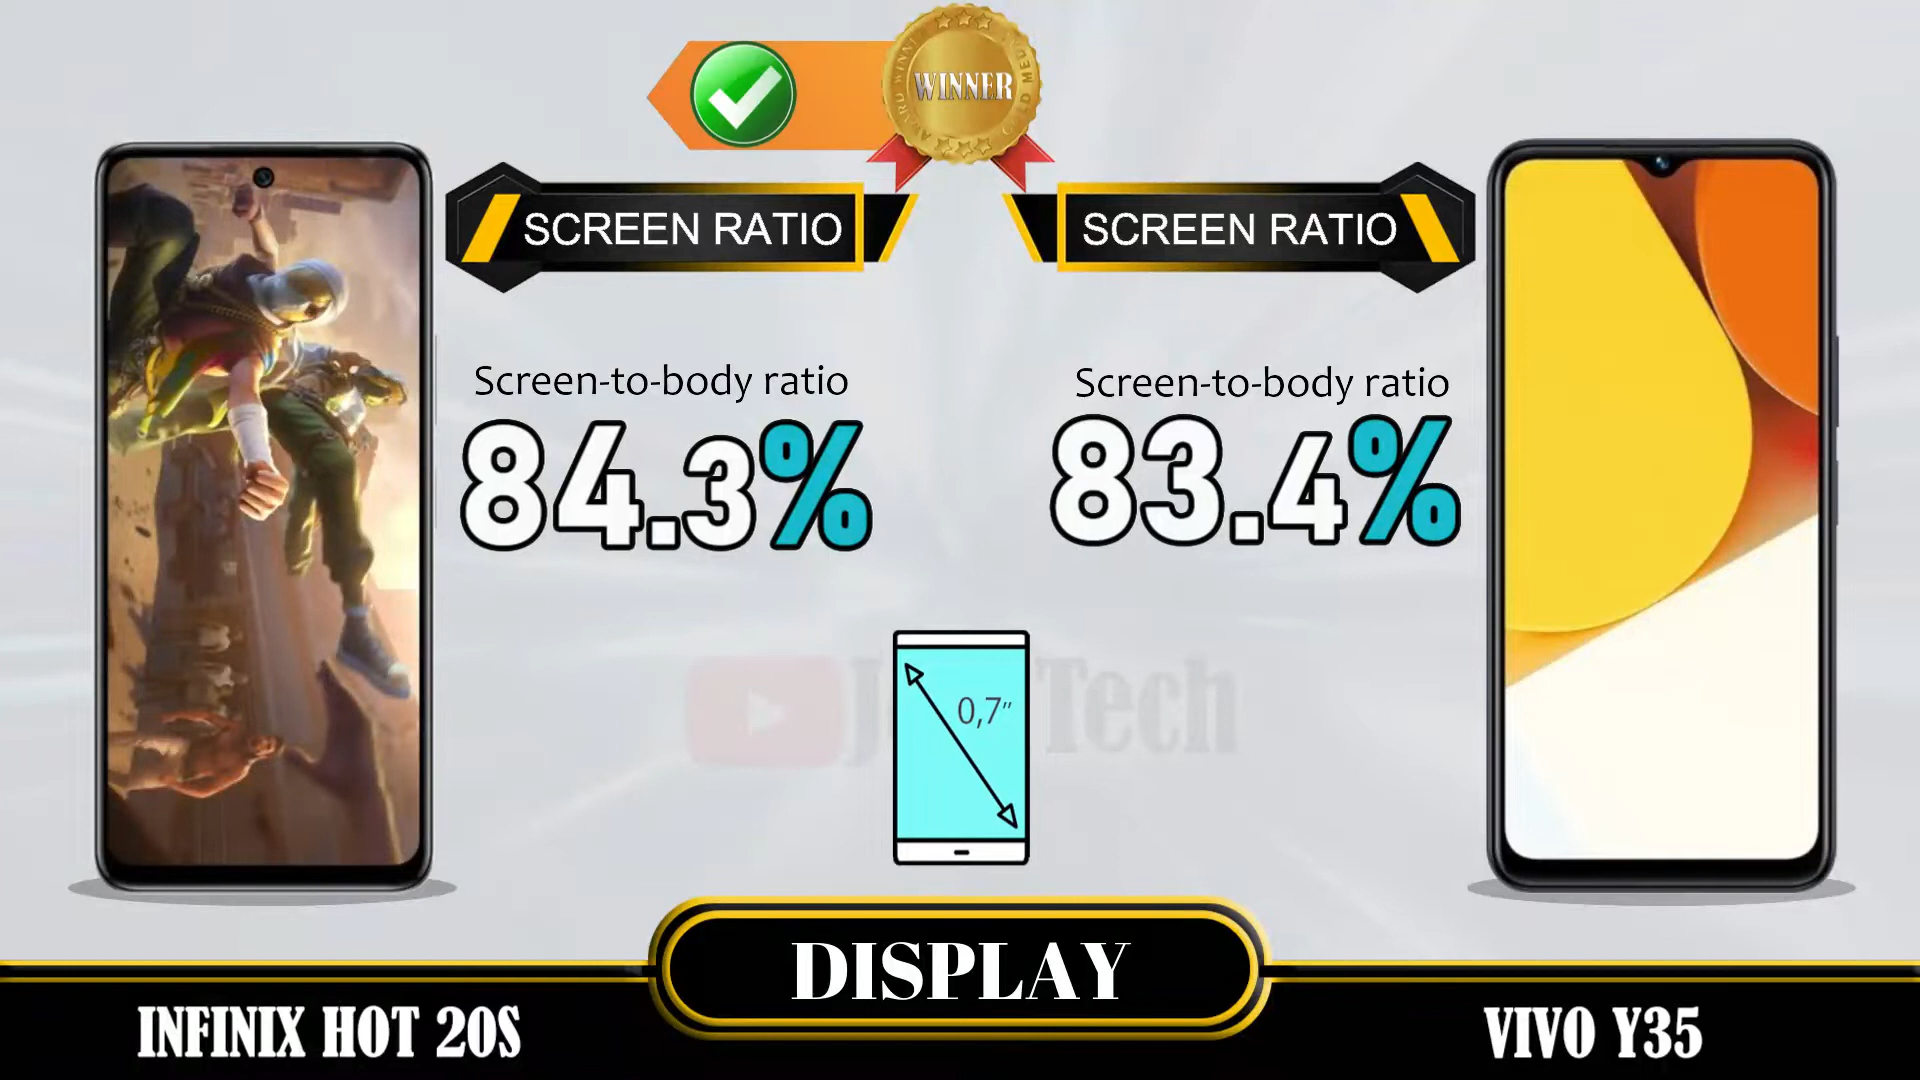 WINNER
SCREEN RATIO
SCREEN RATIO
Screen-to-body ratio
84.3%
Screen-to-body ratio
83.4%
0,7"
Tech
DISPLAY
INFINIX HOT 20S
VIVO Y35